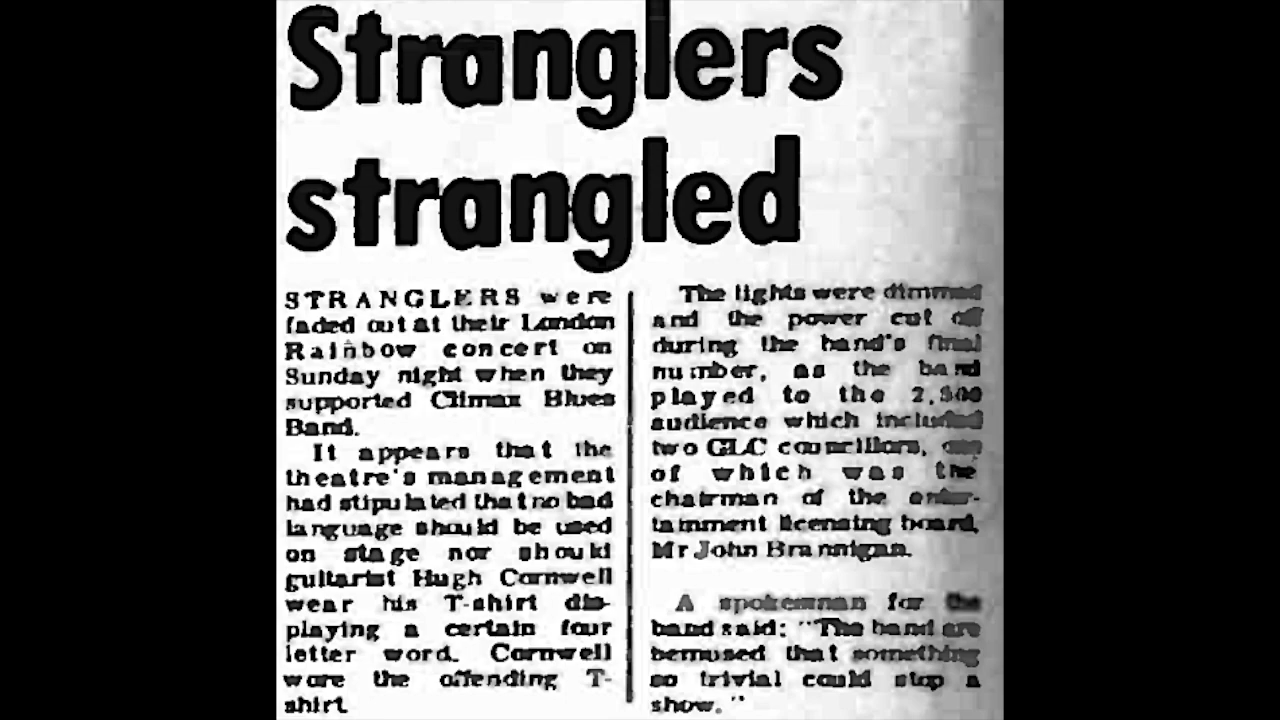 Stranglers
strangled
STRANGLERS were
faded out at their London
Rainbow concert on
Sunday night when they
supported Climax Blues
Band.
It appears that the
theatre's management
had stipulated that no bad
language should be used
on stage nor should
guitarist Hugh Cornwell
wear his T-shirt dis-
playing a certain four
letter word. Cornwell
wore the offending T-
shirt.
The lights were dimmed
and the power cut off
during the band's final
number, as the band
played to the
audience which included
two GLC councillors, one
of which was the
chairman of the enter-
tainment licensing board,
Mr John Brannigan.
A spokesman for the
band said: "The band are
bemused that something
so trivial could stop a
show."